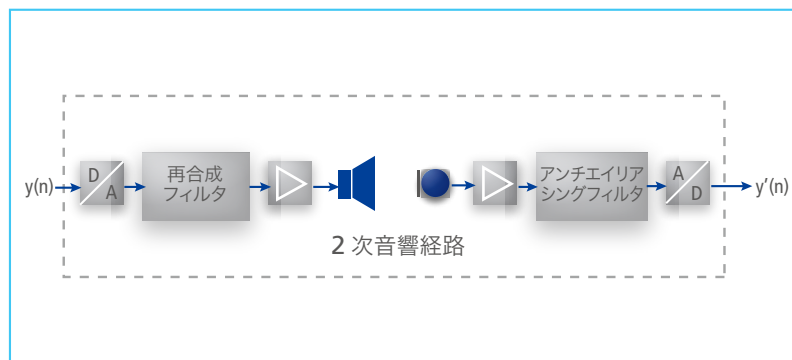 y(n)
D
A
再合成
フィルタ
アンチエイリア
シングフィルタ
A
D
y’(n)
2 次音響経路